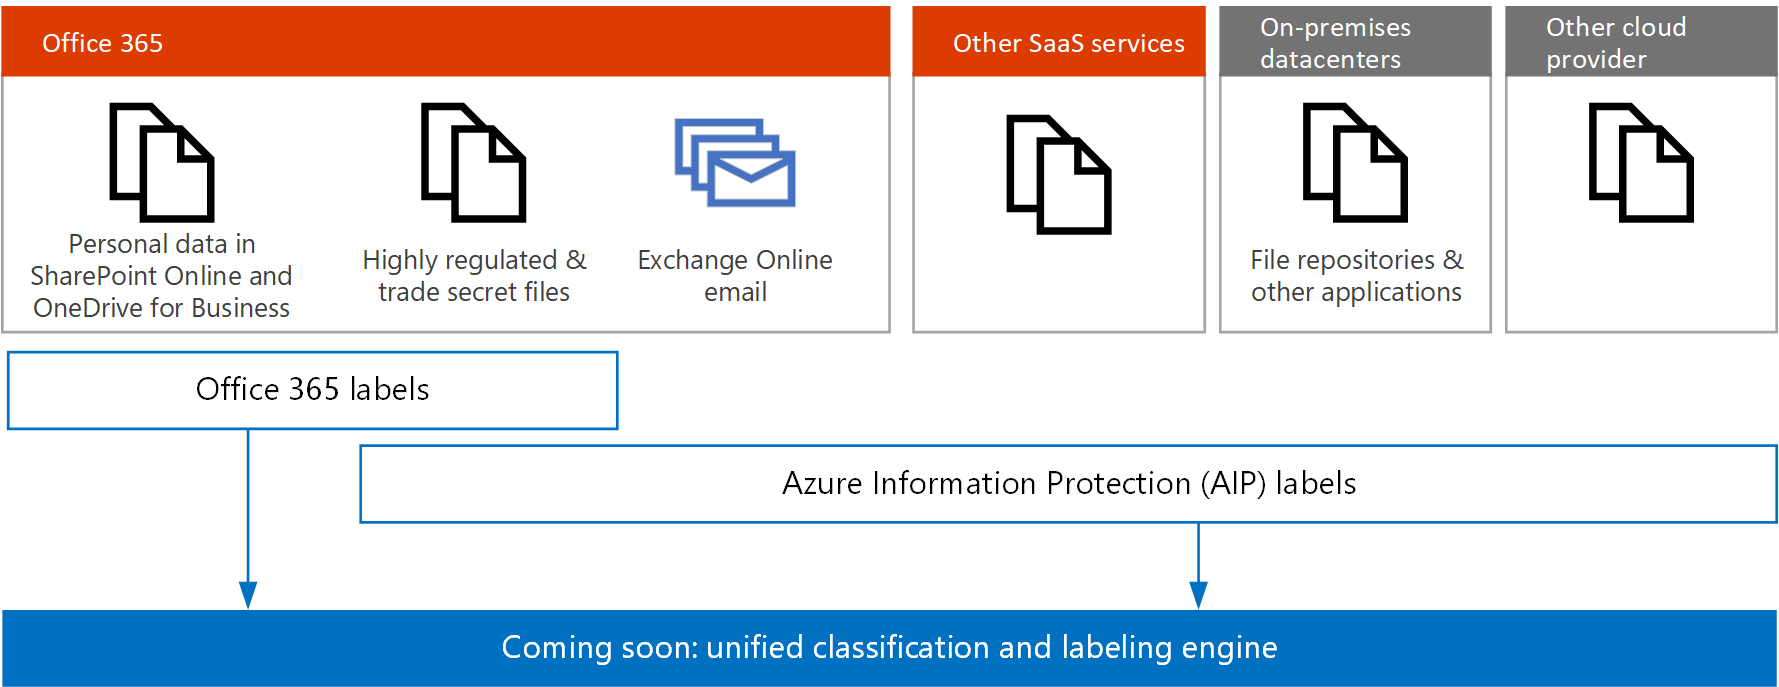 Office 365
Other SaaS services
On-premises
datacenters
Other cloud
provider
Personal data in
SharePoint Online and
OneDrive for Business
Highly regulated &
trade secret files
Exchange Online
email
File repositories &
other applications
Office 365 labels
Azure Information Protection (AIP) labels
Coming soon: unified classification and labeling engine